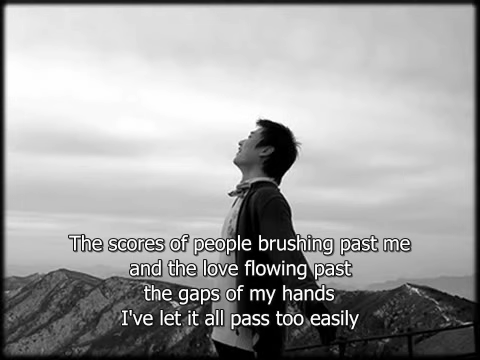 The scores of people brushing past me
and the love flowing past
the gaps of my hands
I've let it all pass too easily